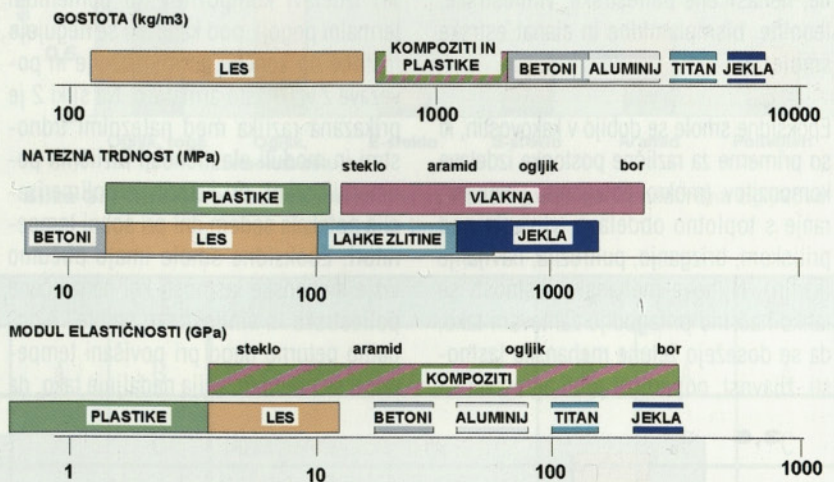 GOSTOTA (kg/m3)
LES
KOMPOZITI IN
PLASTIKE
BETONI
ALUMINIJ
TITAN
JEKLA
100 1000 10000
NATEZNA TRDNOST (MPa)
steklo aramid ogljik bor
PLASTIKE
VLAKNA
BETONI
LES
LAHKE ZLITINE
JEKLA
10 100 1000
MODUL ELASTIČNOSTI (GPa)
steklo aramid ogljik bor
KOMPOZITI
PLASTIKE
LES
BETONI
ALUMINIJ
TITAN
JEKLA
1 10 100 1000